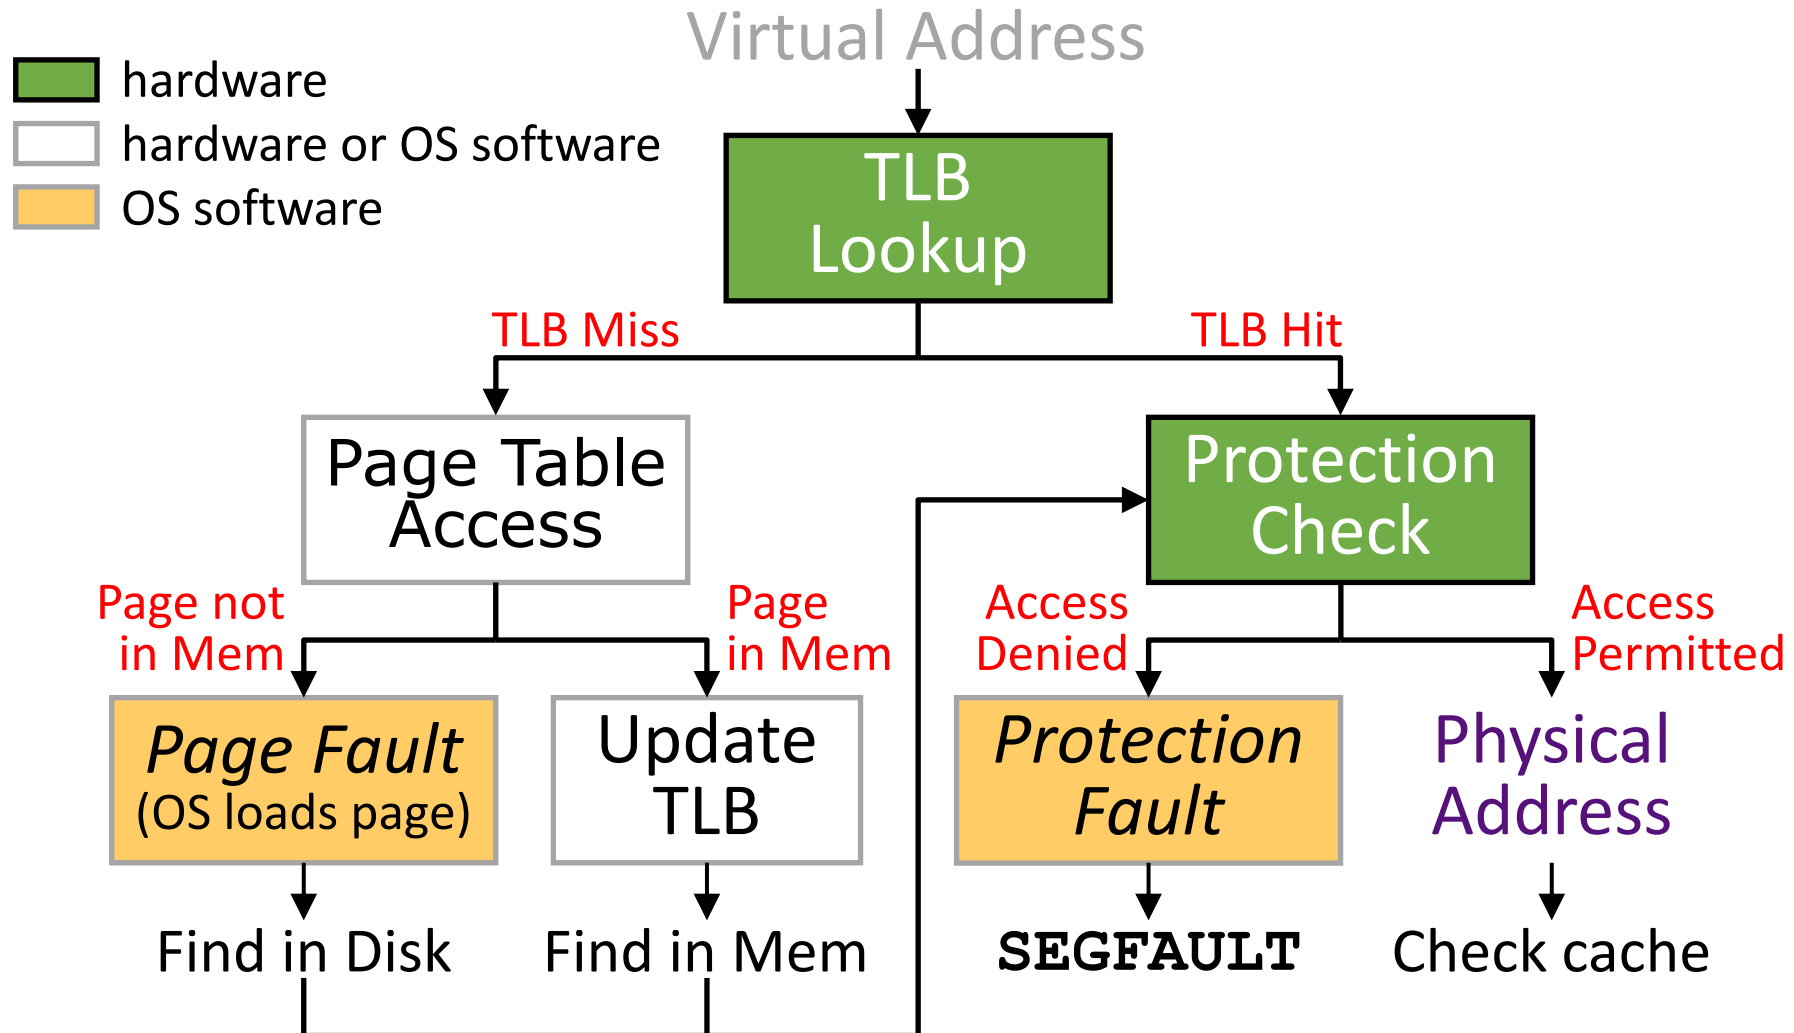 Virtual Address
hardware
hardware or OS software
OS software
TLB
Lookup
TLB Miss
TLB Hit
Page Table
Access
Protection
Check
Page not
in Mem
Page
in Mem
Access
Denied
Access
Permitted
Page Fault
(OS loads page)
Update
TLB
Protection
Fault
Physical
Address
Find in Disk
Find in Mem
SEGFAULT
Check cache